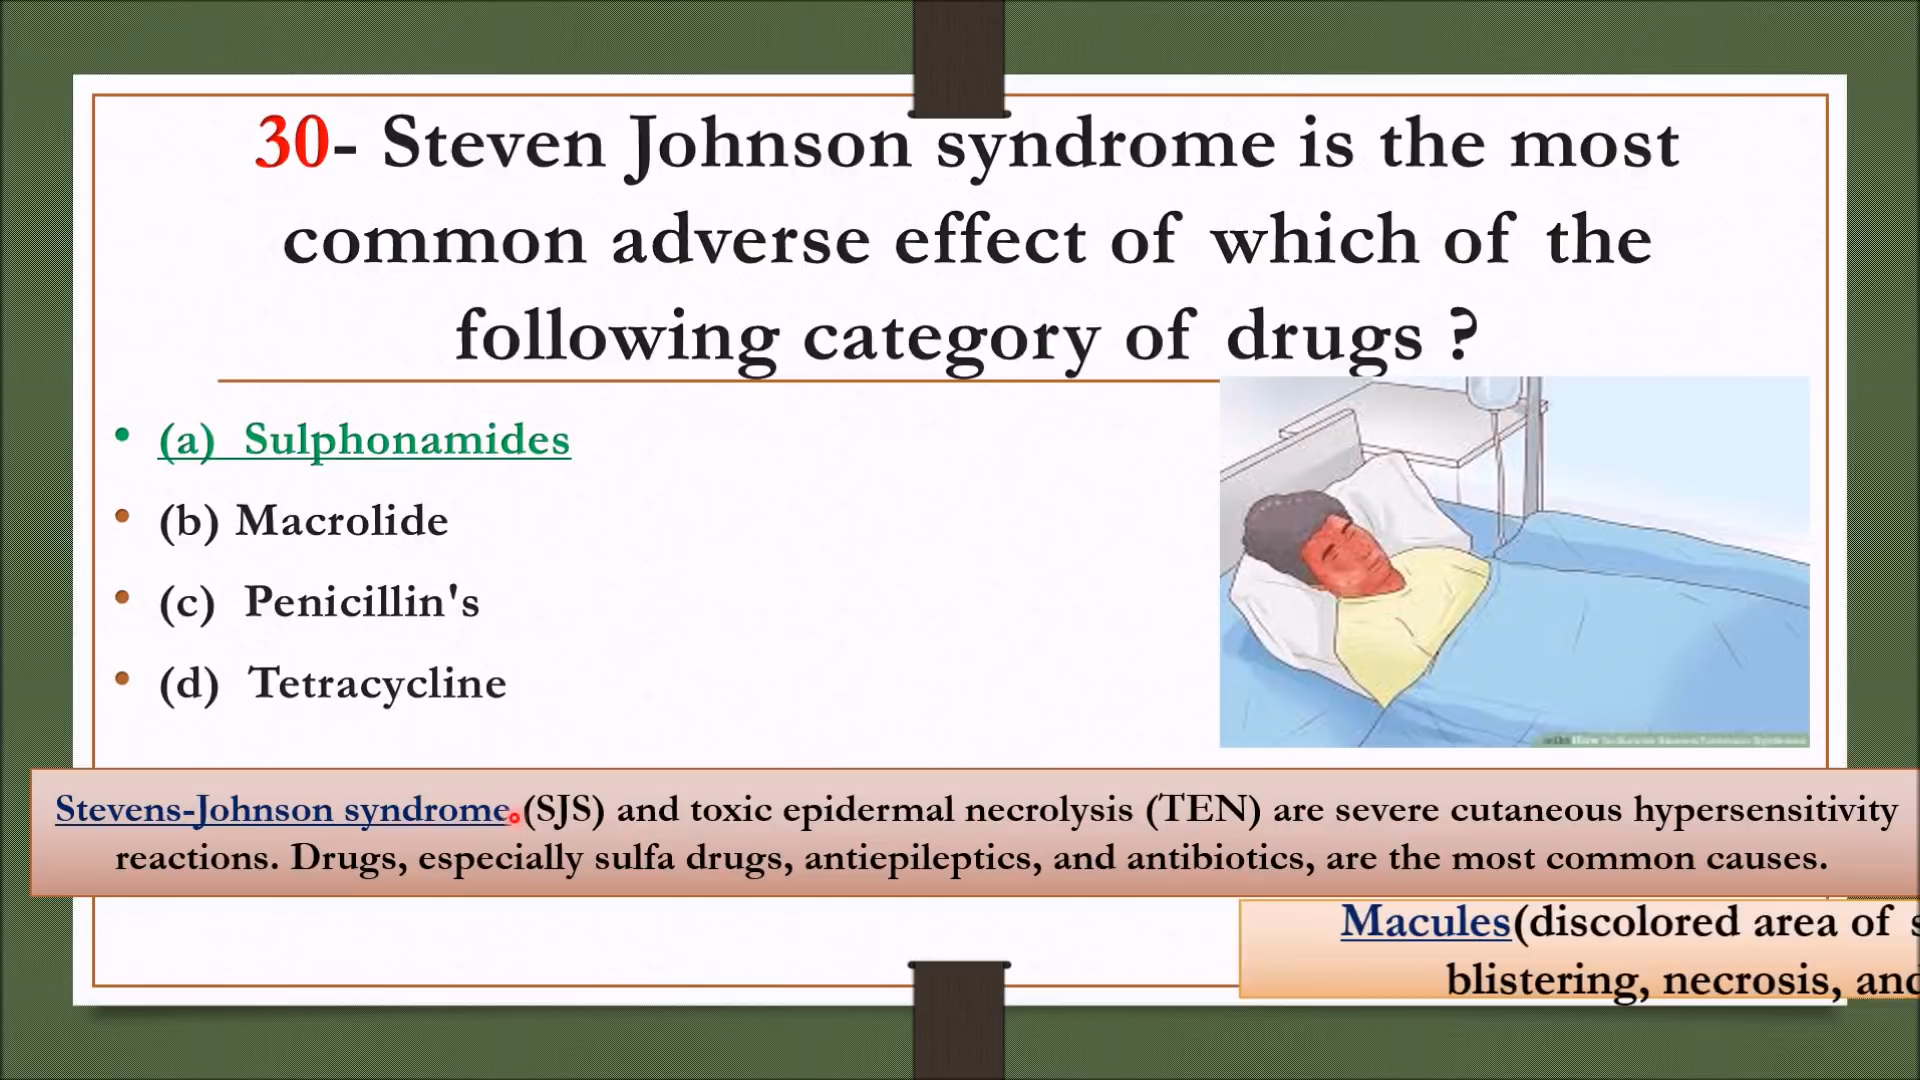 30- Steven Johnson syndrome is the most
common adverse effect of which of the
following category of drugs ?
• (a) Sulphonamides
• (b) Macrolide
• (c) Penicillin's
• (d) Tetracycline
Stevens-Johnson syndrome (SJS) and toxic epidermal necrolysis (TEN) are severe cutaneous hypersensitivity
reactions. Drugs, especially sulfa drugs, antiepileptics, and antibiotics, are the most common causes.
Macules(discolored area of s
blistering, necrosis, and